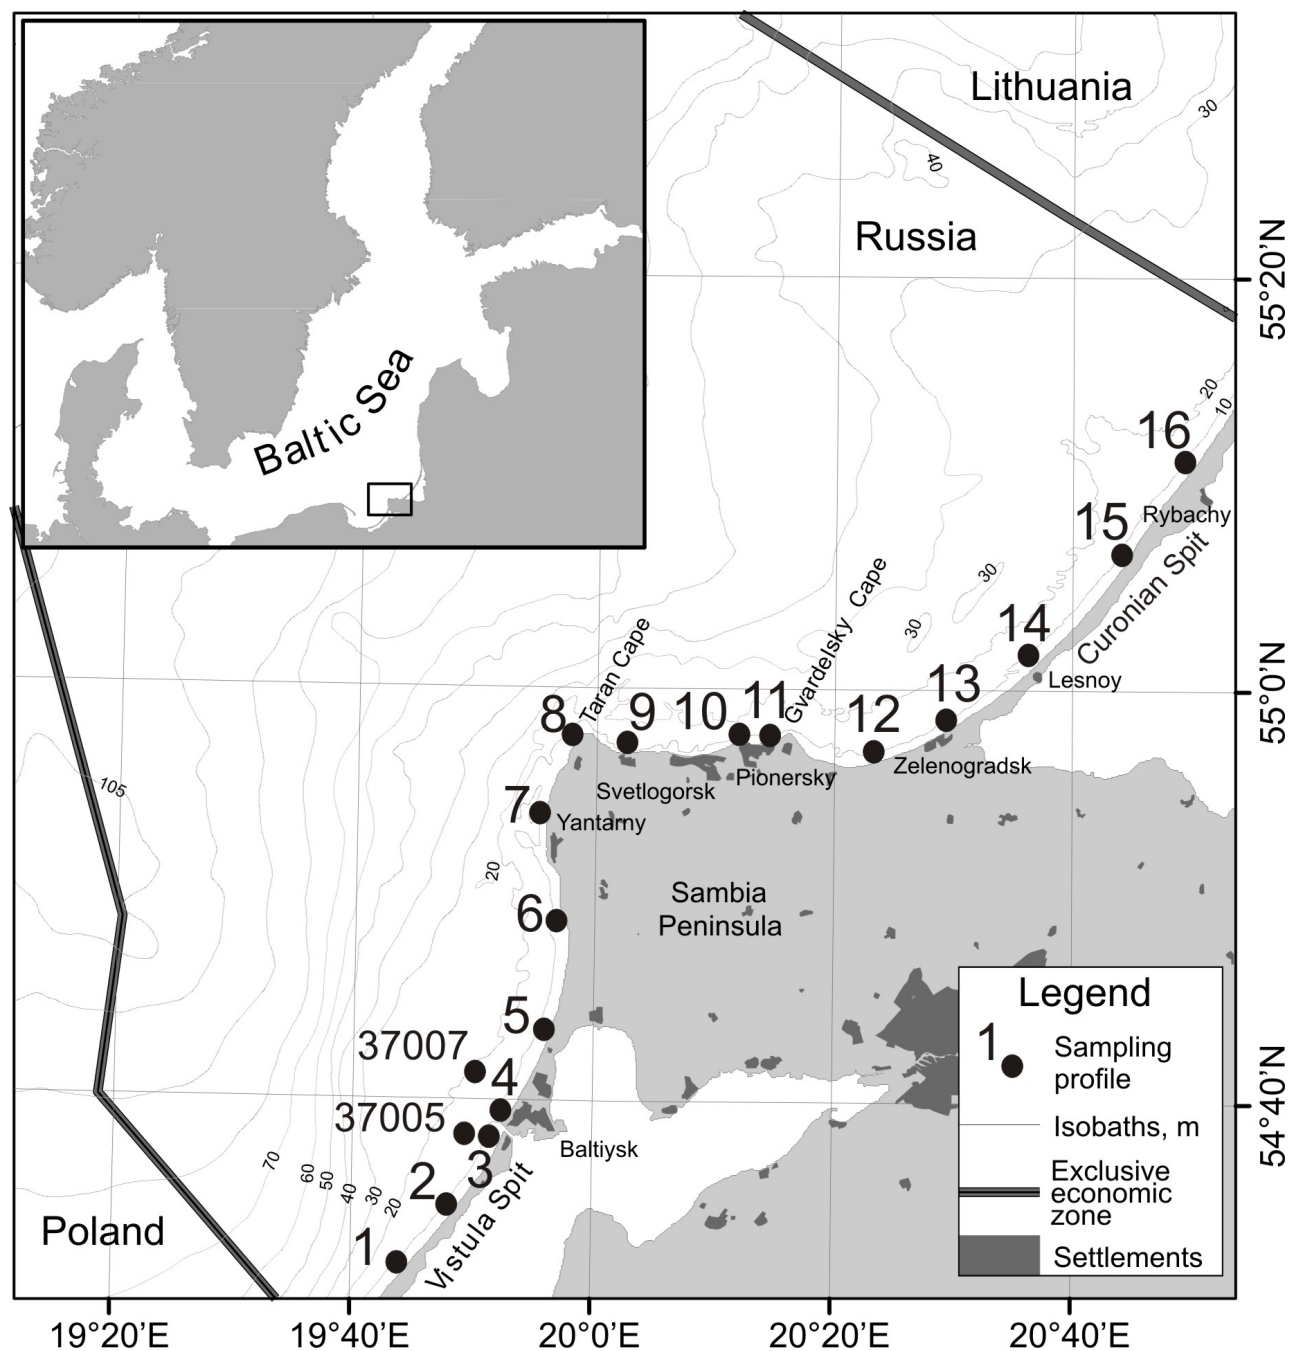 Lithuania
30
40
Russia
55°20'N
Baltic Sea
20
10
16
Rybachy
15
Curonian Spit
30
30
14
Lesnoy
13
Gvardelsky Cape
Taran Cape
8
9
10
11
12
55°0'N
Zelenogradsk
Pionersky
Svetlogorsk
105
7
Yantarny
20
Sambia
Peninsula
6
5
37007
4
37005
3
Baltiysk
2
Vistula Spit
1
70
60
50
40
30
20
Poland
Legend
1
Sampling
profile
Isobaths, m
Exclusive
economic
zone
Settlements
54°40'N
19°20'E
19°40'E
20°0'E
20°20'E
20°40'E